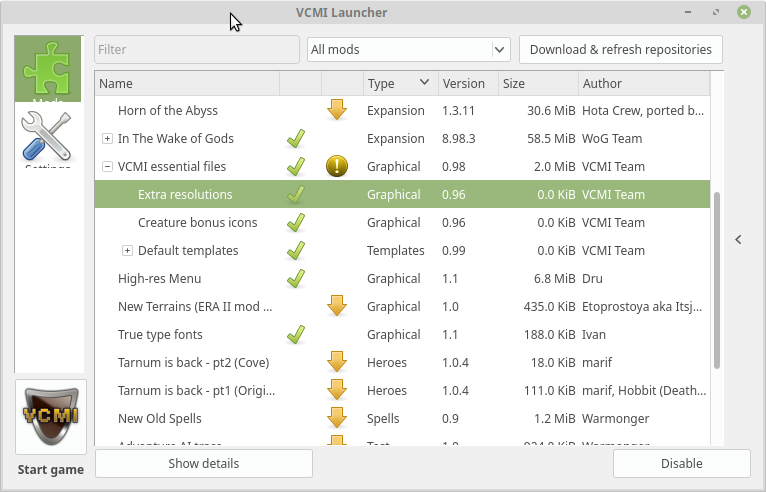 VCMI Launcher
Filter
All mods
Download & refresh repositories
Mods
Settings
VCMI
Start game
Name Type Version Size Author
Horn of the Abyss Expansion 1.3.11 30.6 MiB Hota Crew, ported b...
In The Wake of Gods Expansion 8.98.3 58.5 MiB WoG Team
VCMI essential files Graphical 0.98 2.0 MiB VCMI Team
Extra resolutions Graphical 0.96 0.0 KiB VCMI Team
Creature bonus icons Graphical 0.96 0.0 KiB VCMI Team
Default templates Templates 0.99 0.0 KiB VCMI Team
High-res Menu Graphical 1.1 6.8 MiB Dru
New Terrains (ERA II mod ... Graphical 1.0 435.0 KiB Etoprostoya aka Itsj...
True type fonts Graphical 1.1 188.0 KiB Ivan
Tarnum is back - pt2 (Cove) Heroes 1.0.4 18.0 KiB marif
Tarnum is back - pt1 (Origi... Heroes 1.0.4 111.0 KiB marif, Hobbit (Death...
New Old Spells Spells 0.9 1.2 MiB Warmonger
Show details
Disable